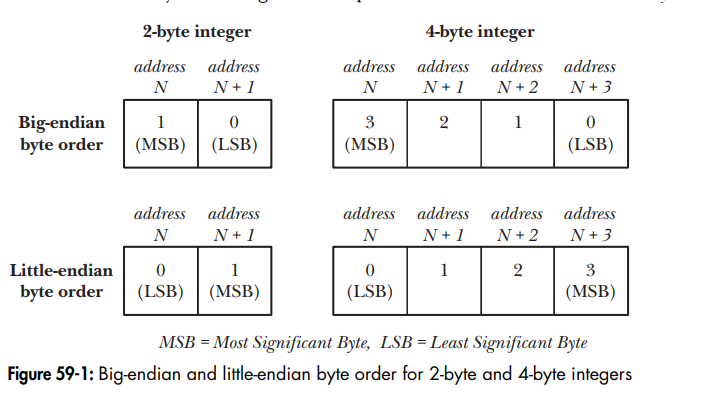 2-byte integer 4-byte integer
address address address address address address
N N + 1 N N + 1 N + 2 N + 3
Big-endian 1 0 3 2 1 0
byte order (MSB) (LSB) (MSB) (LSB)
address address address address address address
N N + 1 N N + 1 N + 2 N + 3
Little-endian 0 1 0 1 2 3
byte order (LSB) (MSB) (LSB) (MSB)
MSB = Most Significant Byte, LSB = Least Significant Byte
Figure 59-1: Big-endian and little-endian byte order for 2-byte and 4-byte integers